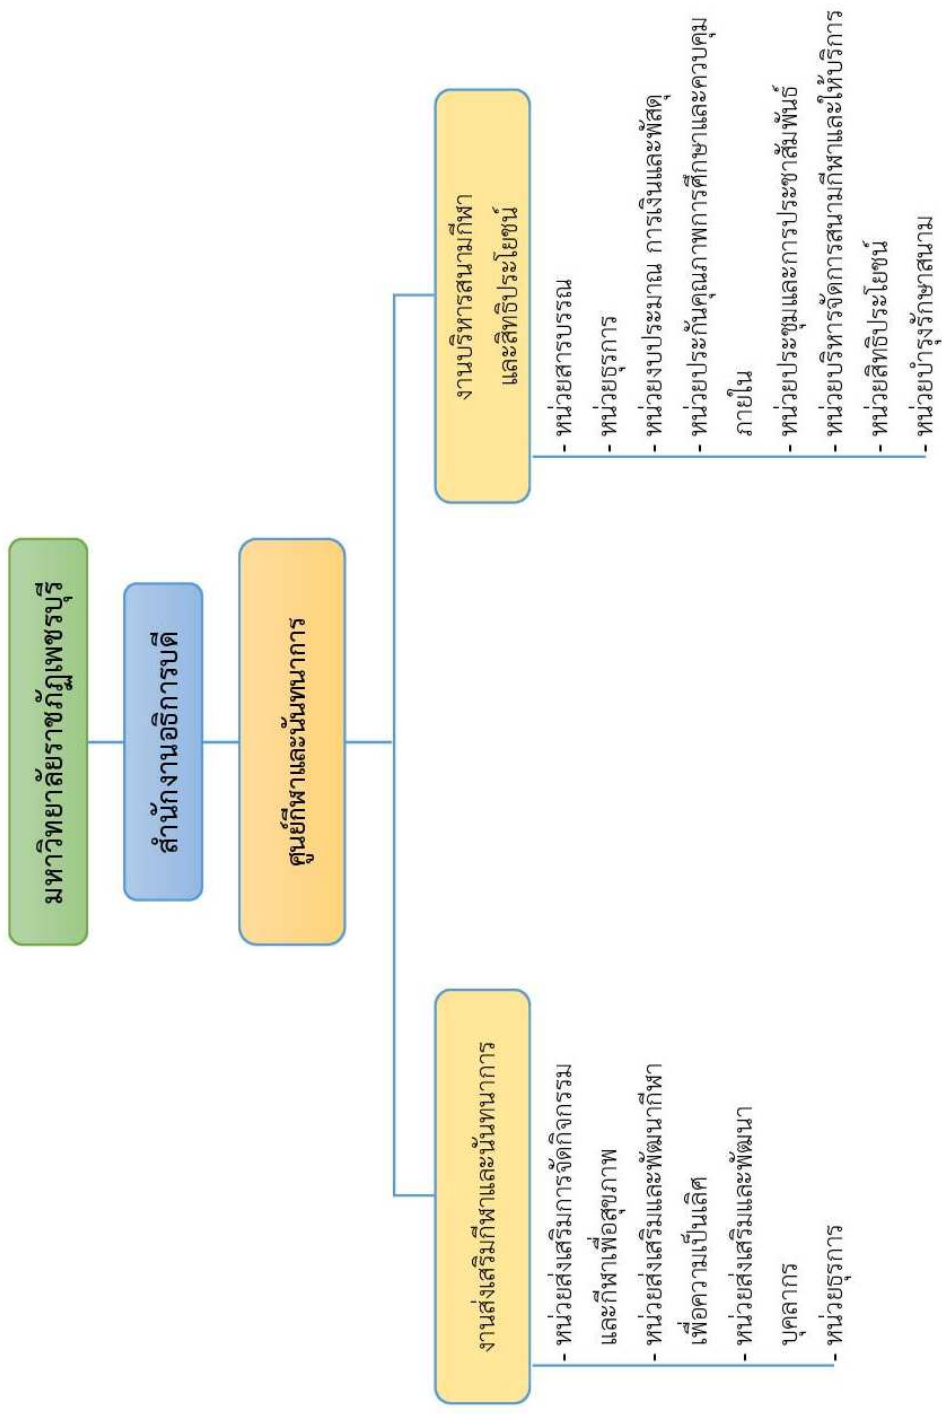 มหาวิทยาลัยราชภัฏเพชรบุรี
สำนักงานอธิการบดี
ศูนย์กีฬาและนันทนาการ
งานส่งเสริมกีฬาและนันทนาการ
- หน่วยส่งเสริมการจัดกิจกรรม
และกีฬาเพื่อสุขภาพ
- หน่วยส่งเสริมและพัฒนากีฬา
เพื่อความเป็นเลิศ
- หน่วยส่งเสริมและพัฒนา
บุคลากร
- หน่วยธุรการ
งานบริหารสนามกีฬา
และสิทธิประโยชน์
- หน่วยสารบรรณ
- หน่วยธุรการ
- หน่วยงบประมาณ การเงินและพัสดุ
- หน่วยประกันคุณภาพการศึกษาและควบคุม
ภายใน
- หน่วยประชุมและการประชาสัมพันธ์
- หน่วยบริหารจัดการสนามกีฬาและให้บริการ
- หน่วยสิทธิประโยชน์
- หน่วยบำรุงรักษาสนาม